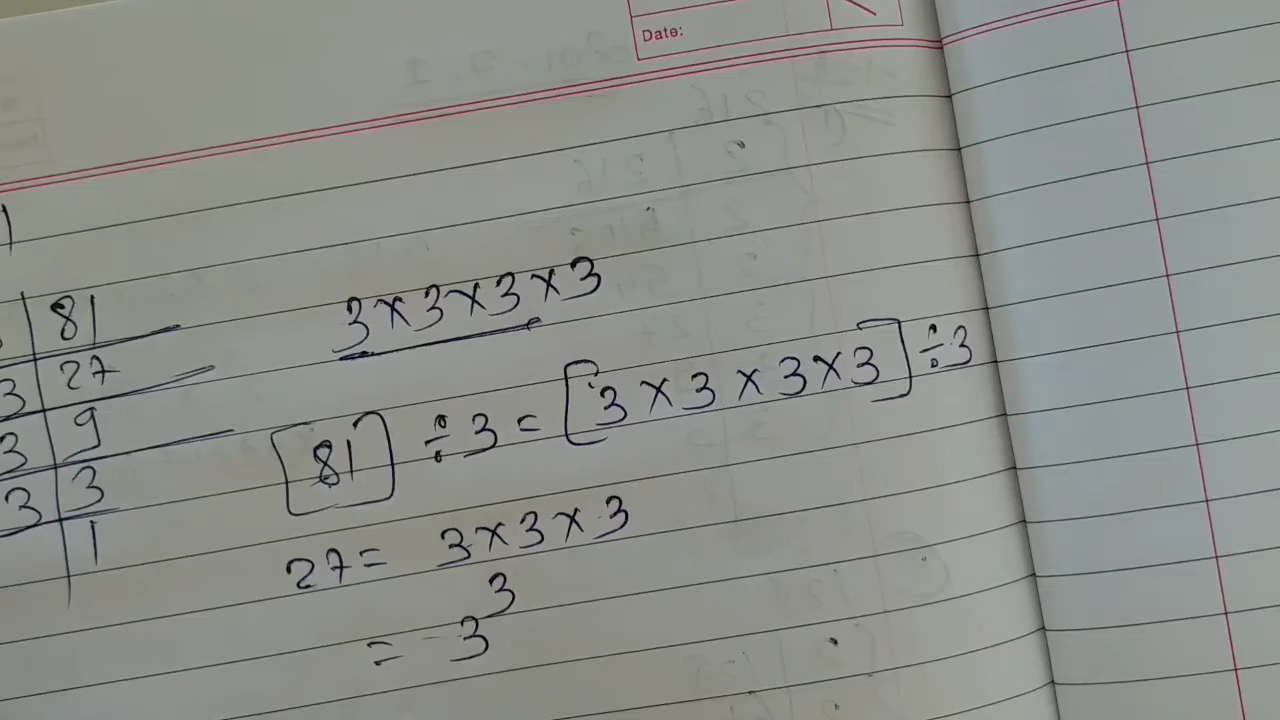 Date:
81
3 27
3 9
3 3
1
3×3×3×3
81 ÷3 = [3×3×3×3]÷3
27 = 3×3×3
= 3³